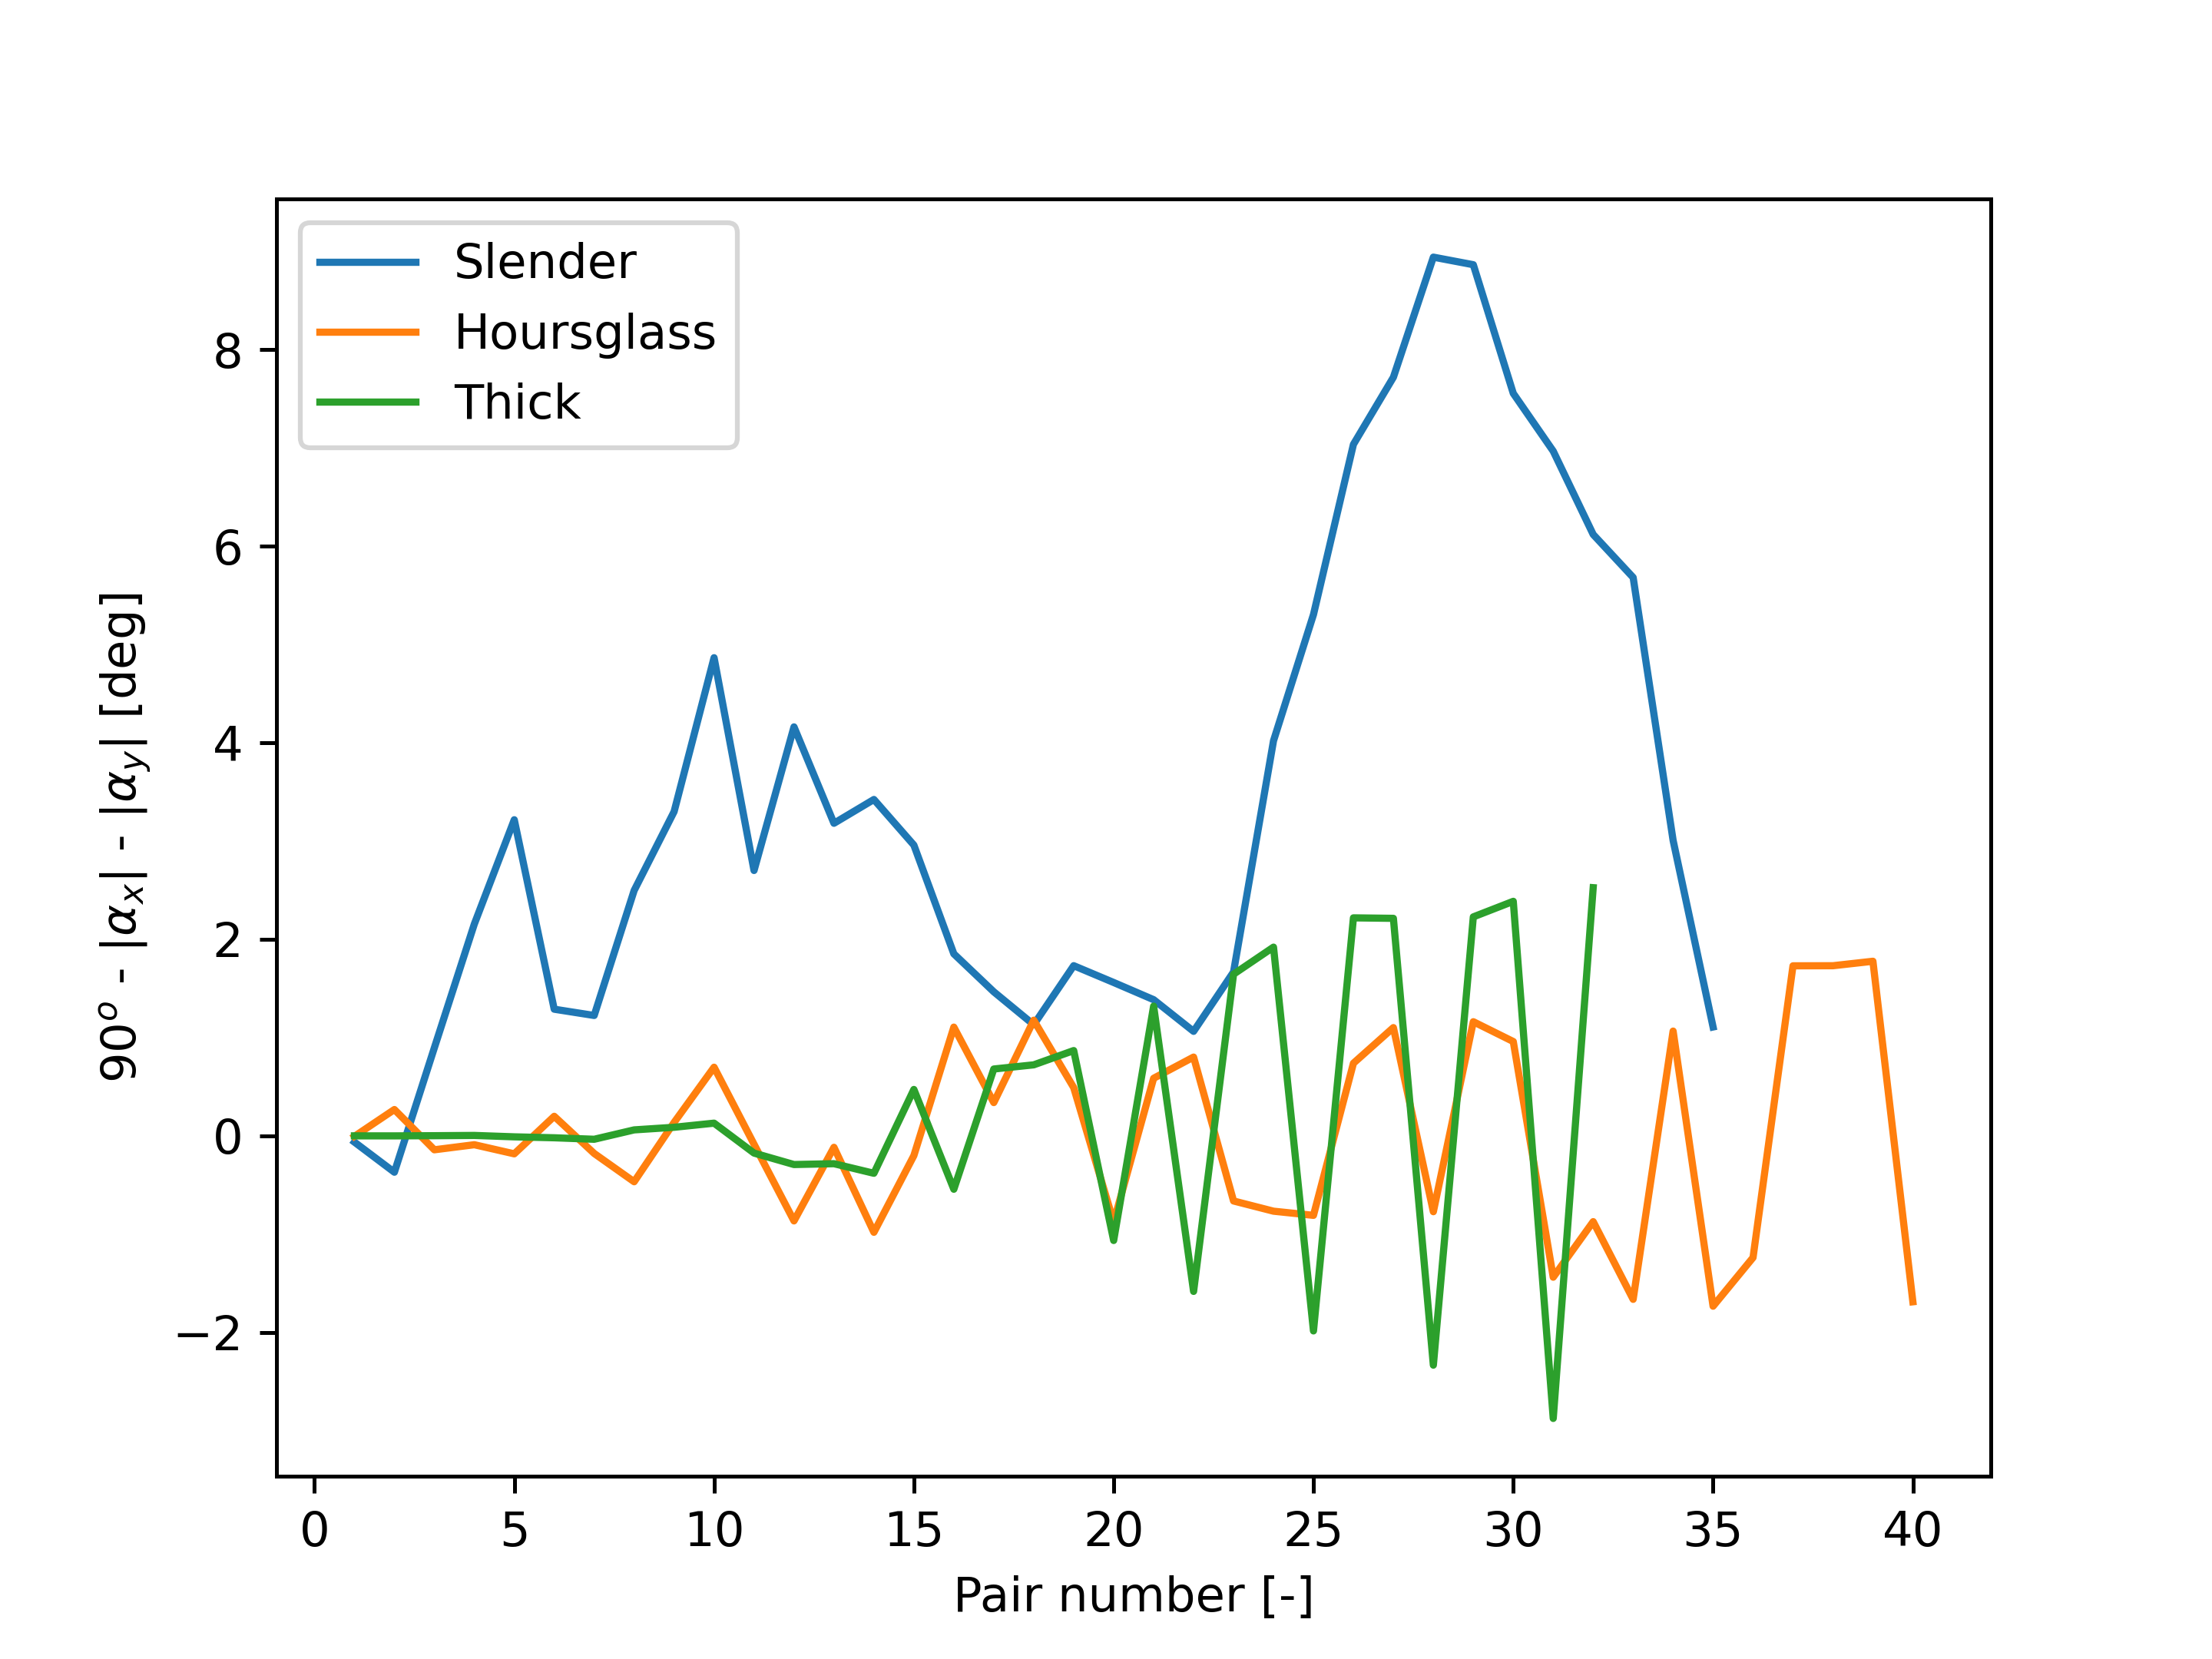 Slender
Hoursglass
Thick
8
6
4
2
0
−2
90° - |αₓ| - |α_y| [deg]
0 5 10 15 20 25 30 35 40
Pair number [-]